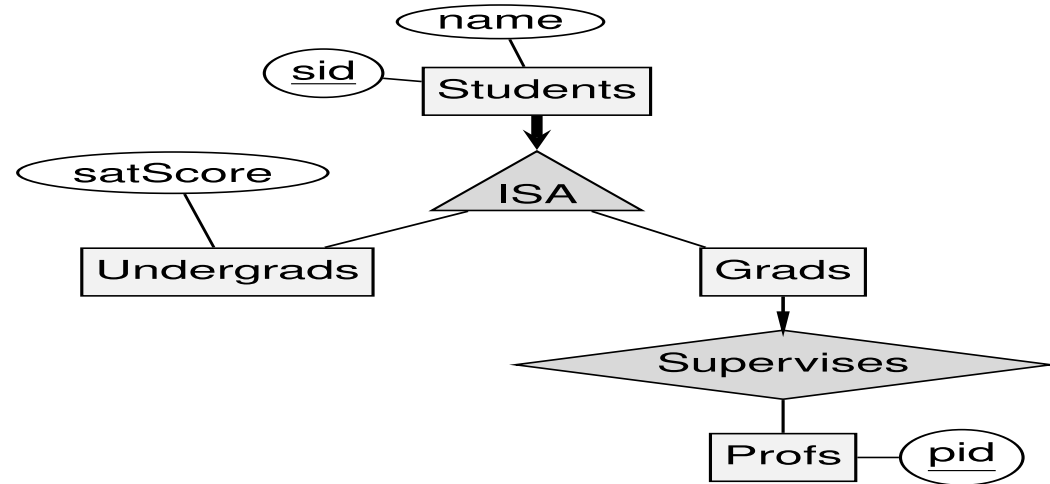 name
sid
Students
satScore
ISA
Undergrads
Grads
Supervises
Profs
pid